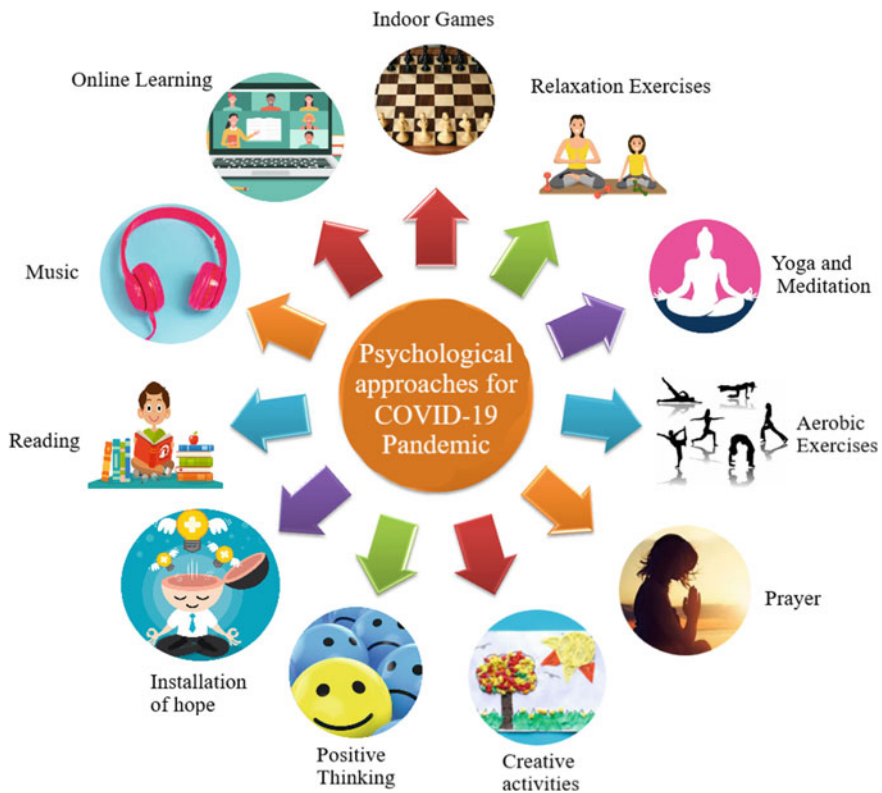 Indoor Games
Online Learning
Relaxation Exercises
Music
Yoga and
Meditation
Psychological
approaches for
COVID-19
Pandemic
Reading
Aerobic
Exercises
Prayer
Installation
of hope
Positive
Thinking
Creative
activities